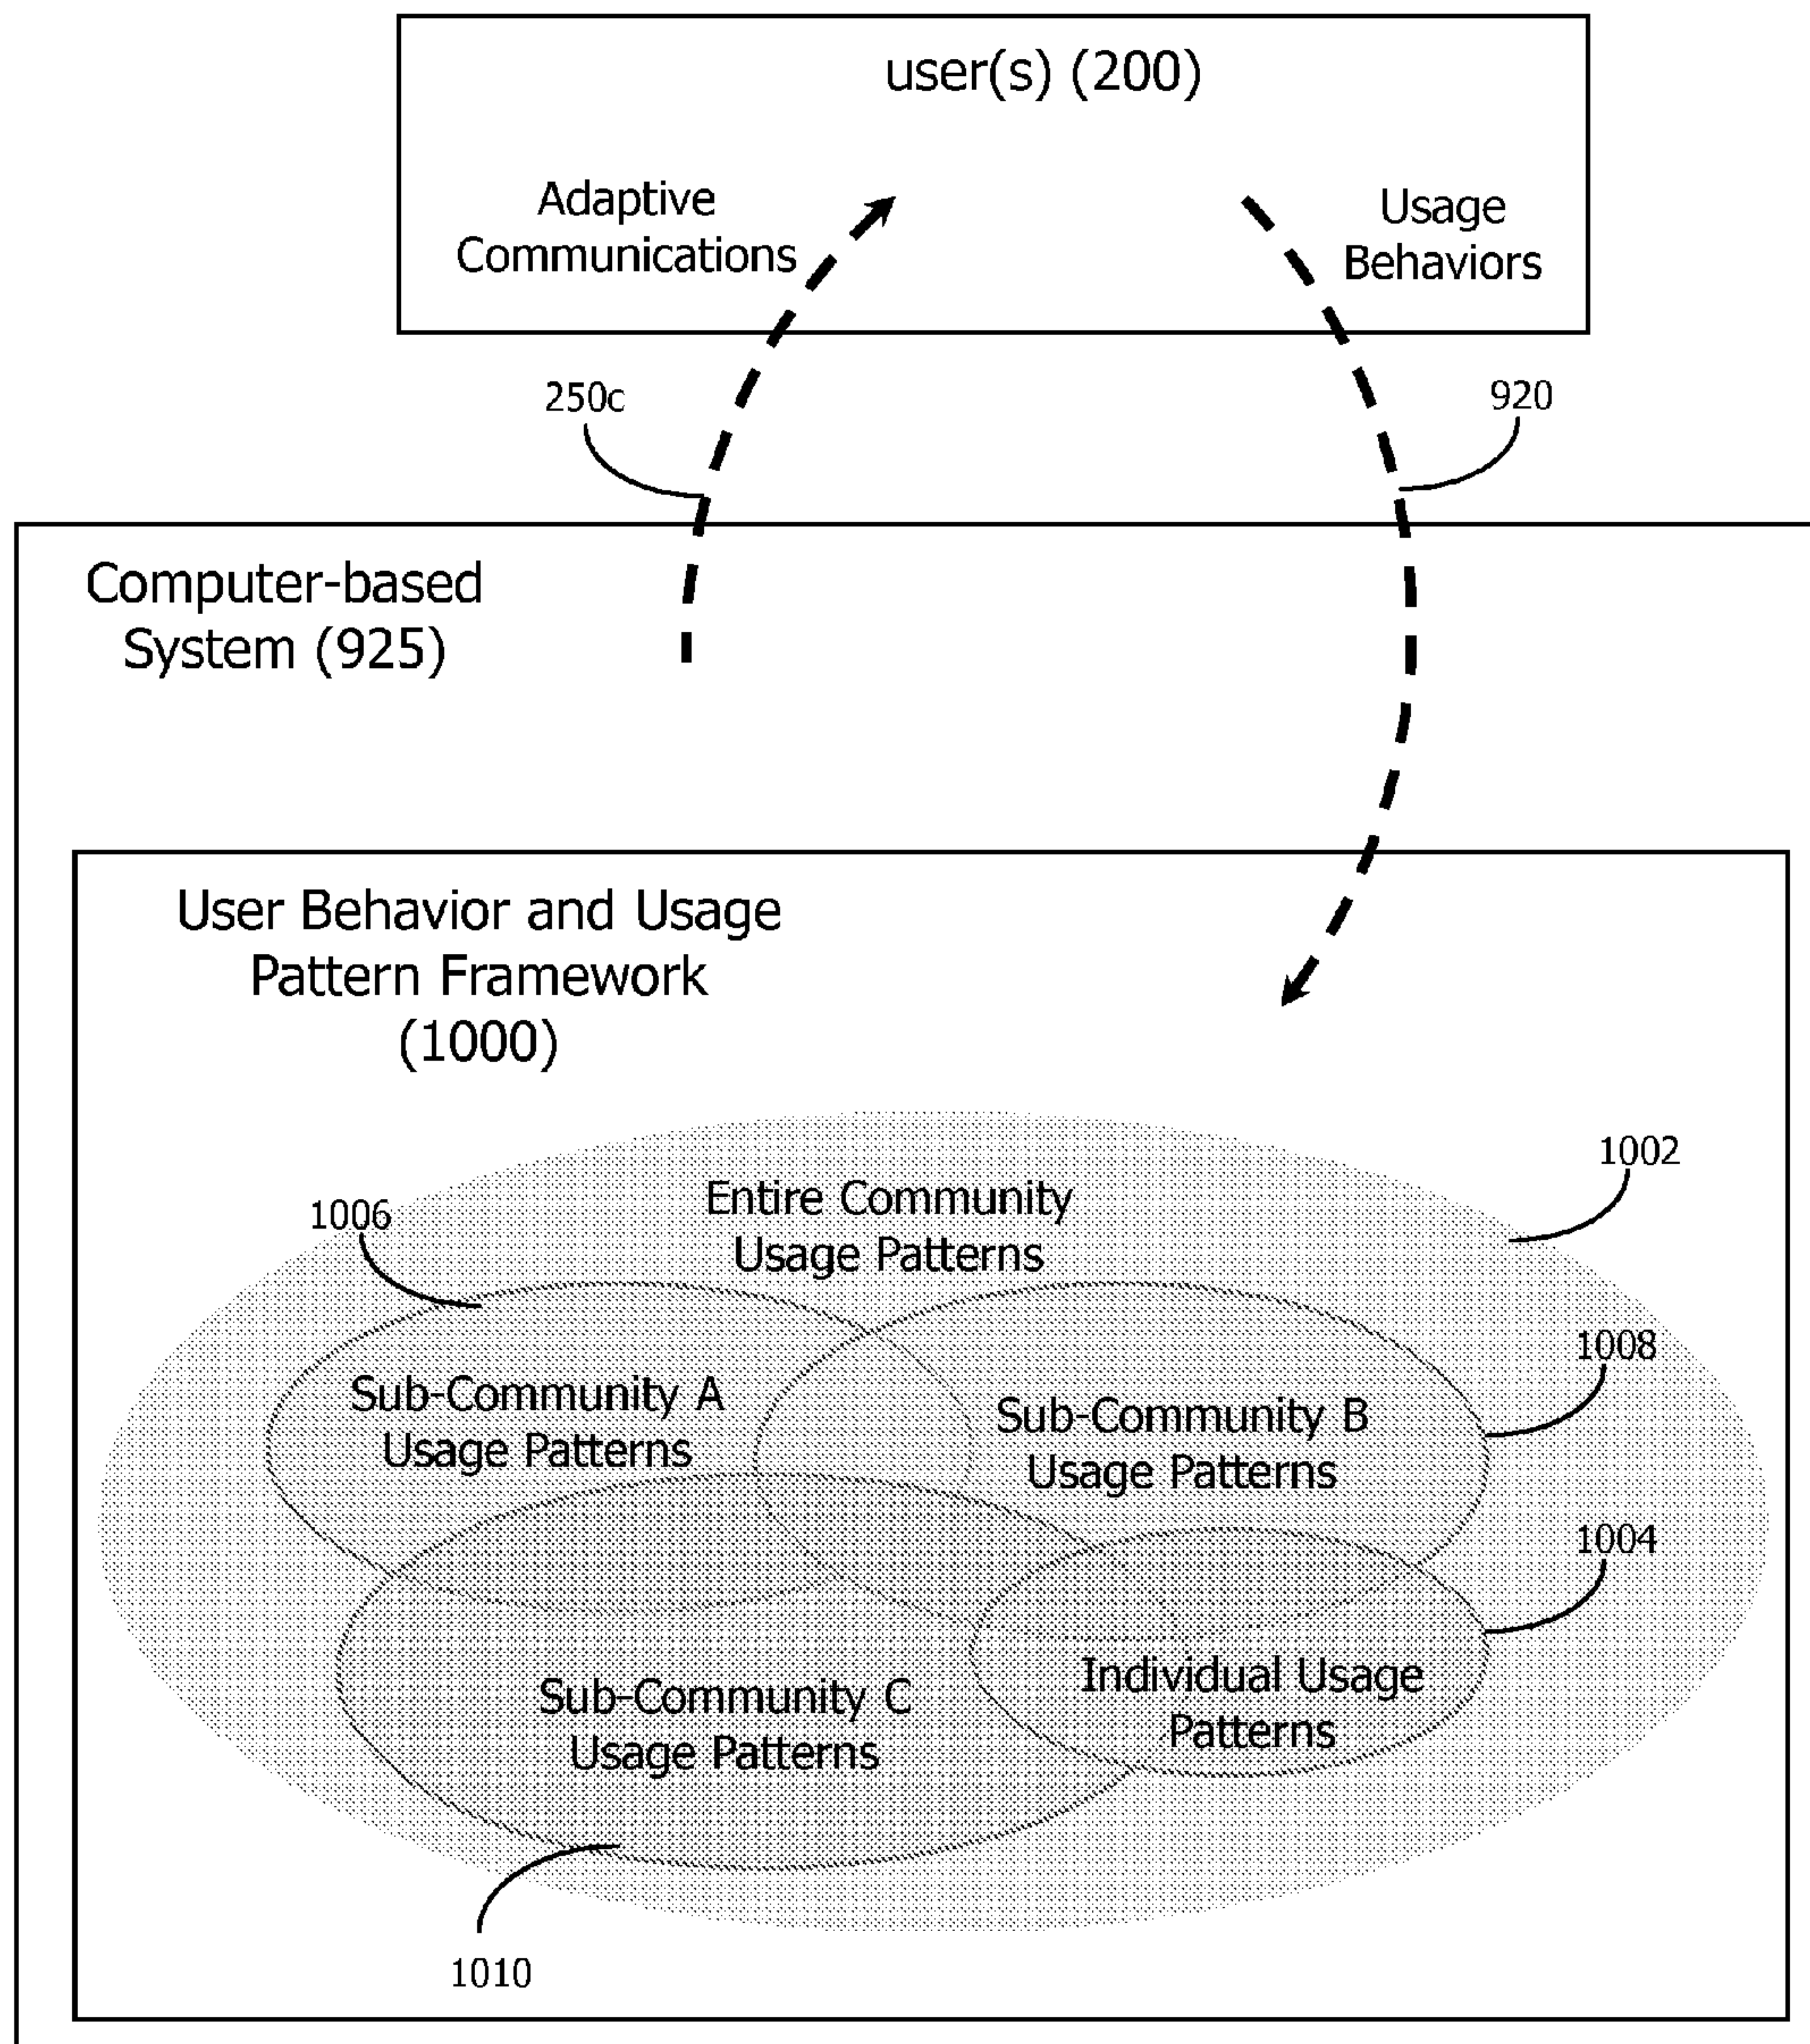 user(s) (200)
Adaptive
Communications
Usage
Behaviors
250c
920
Computer-based
System (925)
User Behavior and Usage
Pattern Framework
(1000)
1002
Entire Community
Usage Patterns
1006
1008
Sub-Community A
Usage Patterns
Sub-Community B
Usage Patterns
1004
Individual Usage
Patterns
Sub-Community C
Usage Patterns
1010